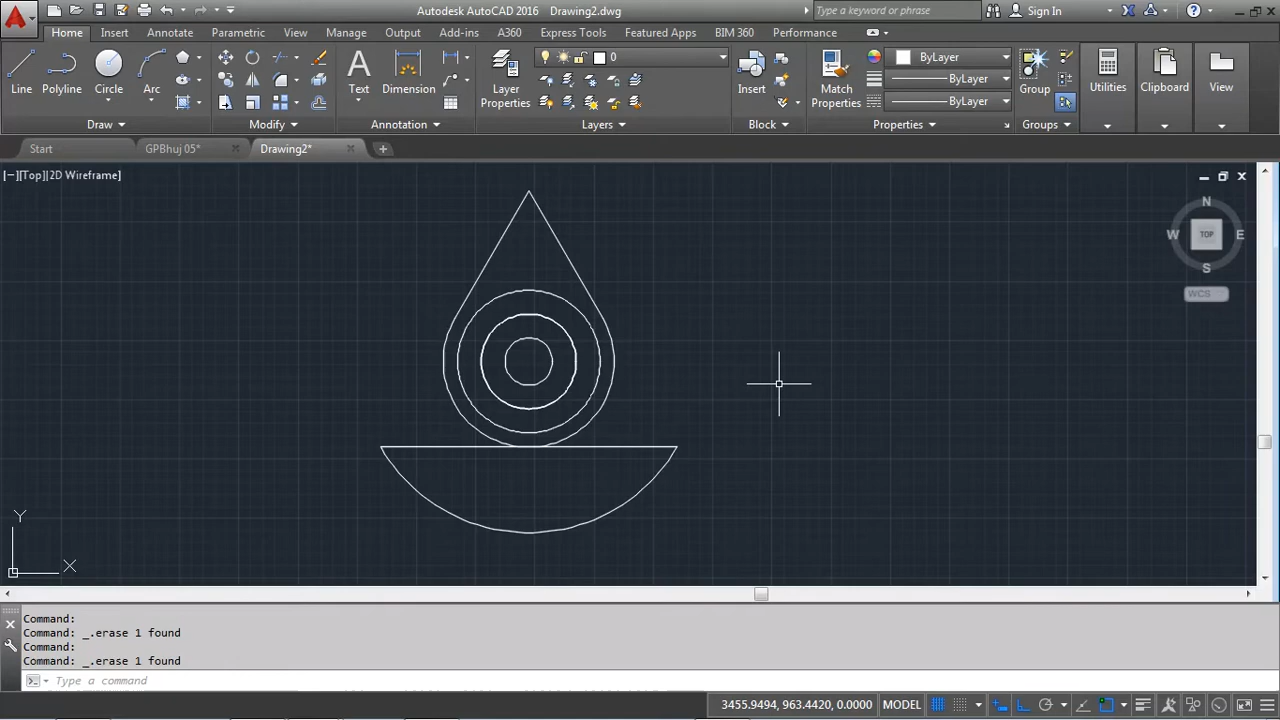 Autodesk AutoCAD 2016 Drawing2.dwg
Type a keyword or phrase
Sign In
Home Insert Annotate Parametric View Manage Output Add-ins A360 Express Tools Featured Apps BIM 360 Performance
0
ByLayer
ByLayer
ByLayer
Line Polyline Circle Arc
Text Dimension
Layer Properties
Insert
Match Properties
Group
Utilities
Clipboard
View
Draw Modify Annotation Layers Block Properties Groups
Start GPBhuj 05* Drawing2*
[−][Top][2D Wireframe]
N
W TOP E
S
WCS
Y
X
Command:
Command: _.erase 1 found
Command:
Command: _.erase 1 found
Type a command
3455.9494, 963.4420, 0.0000 MODEL